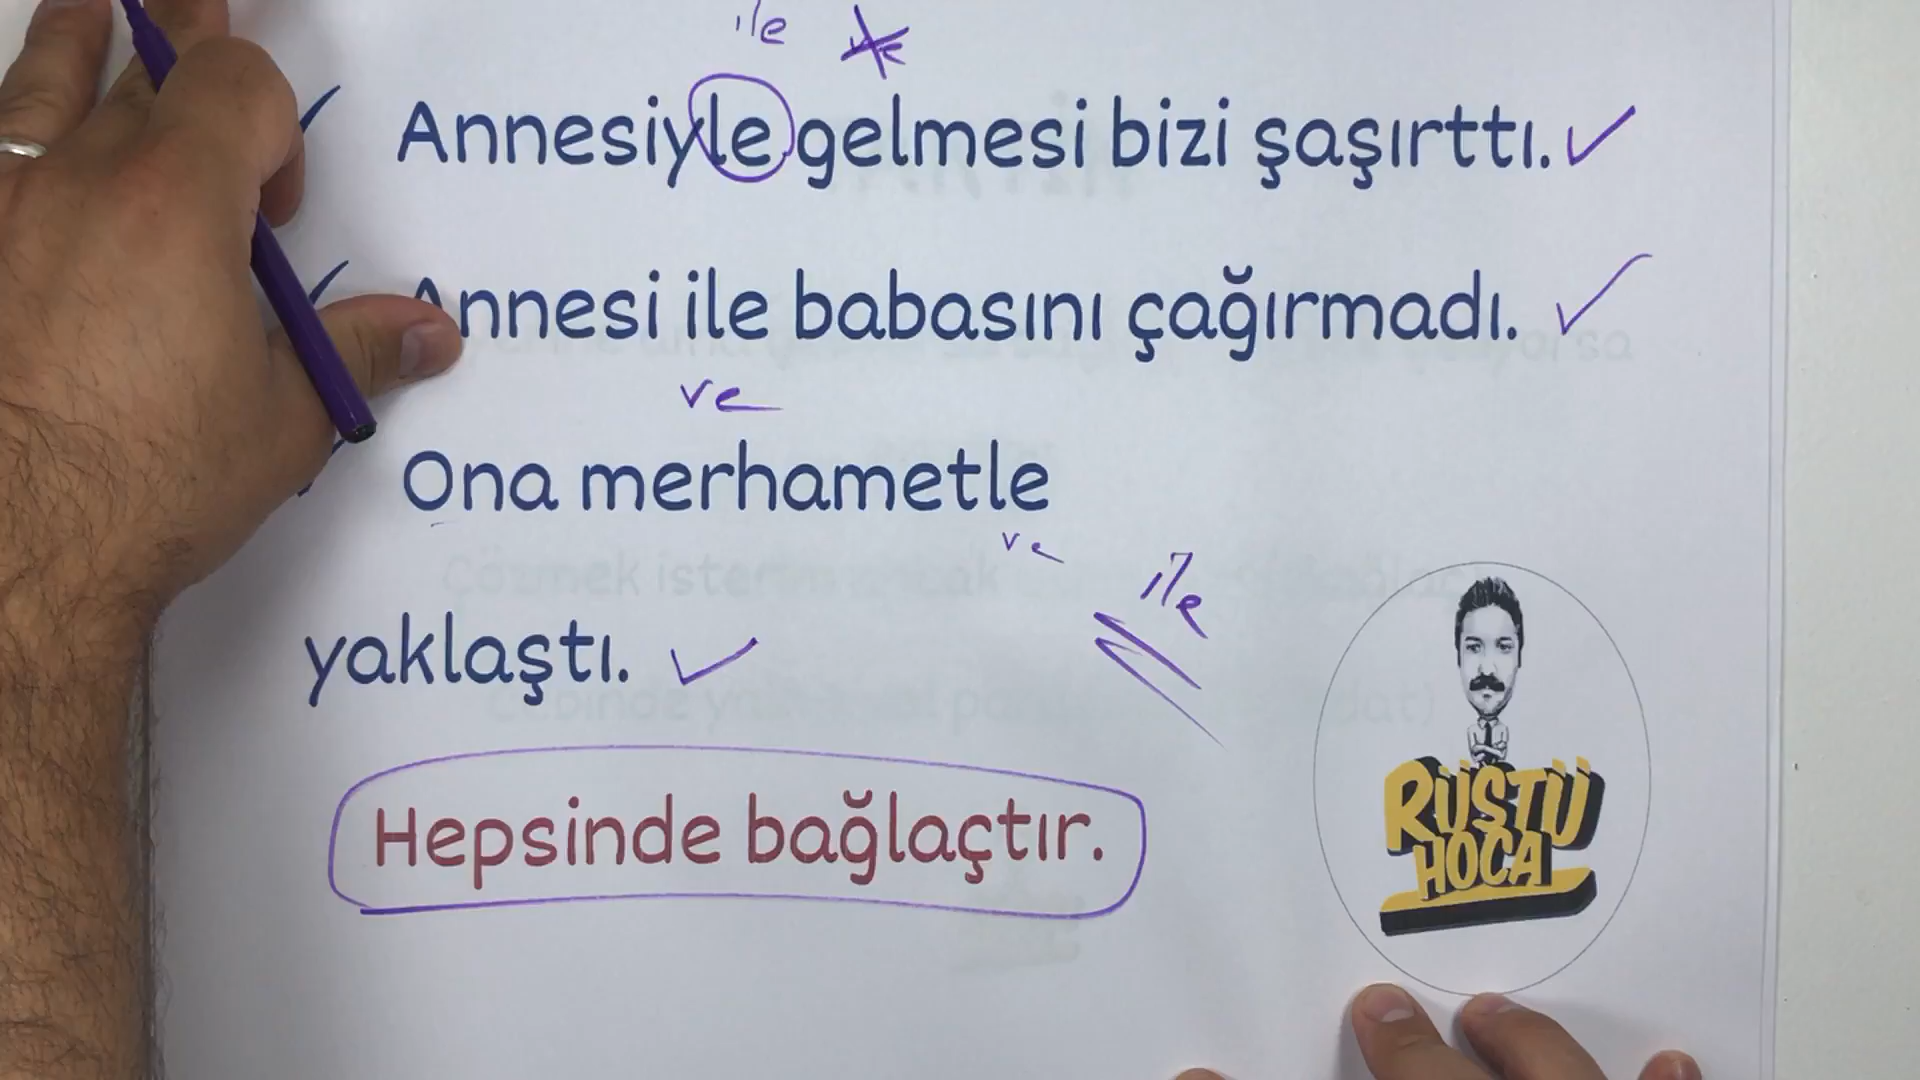 ile ve
Annesiyle gelmesi bizi şaşırttı.
Annesi ile babasını çağırmadı.
ve
Ona merhametle
ve
ile
yaklaştı.
Hepsinde bağlaçtır.
RÜŞTÜ
HOCA